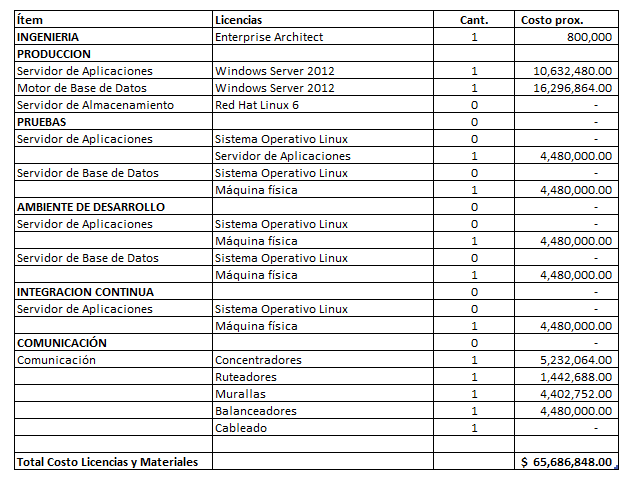 Ítem Licencias Cant. Costo prox.
INGENIERIA Enterprise Architect 1 800,000
PRODUCCION
Servidor de Aplicaciones Windows Server 2012 1 10,632,480.00
Motor de Base de Datos Windows Server 2012 1 16,296,864.00
Servidor de Almacenamiento Red Hat Linux 6 0 -
PRUEBAS 0 -
Servidor de Aplicaciones Sistema Operativo Linux 0 -
Servidor de Aplicaciones 1 4,480,000.00
Servidor de Base de Datos Sistema Operativo Linux 0 -
Máquina física 1 4,480,000.00
AMBIENTE DE DESARROLLO 0 -
Servidor de Aplicaciones Sistema Operativo Linux 0 -
Máquina física 1 4,480,000.00
Servidor de Base de Datos Sistema Operativo Linux 0 -
Máquina física 1 4,480,000.00
INTEGRACION CONTINUA 0 -
Servidor de Aplicaciones Sistema Operativo Linux 0 -
Máquina física 1 4,480,000.00
COMUNICACIÓN 0 -
Comunicación Concentradores 1 5,232,064.00
Ruteadores 1 1,442,688.00
Murallas 1 4,402,752.00
Balanceadores 1 4,480,000.00
Cableado 1 -
Total Costo Licencias y Materiales $ 65,686,848.00